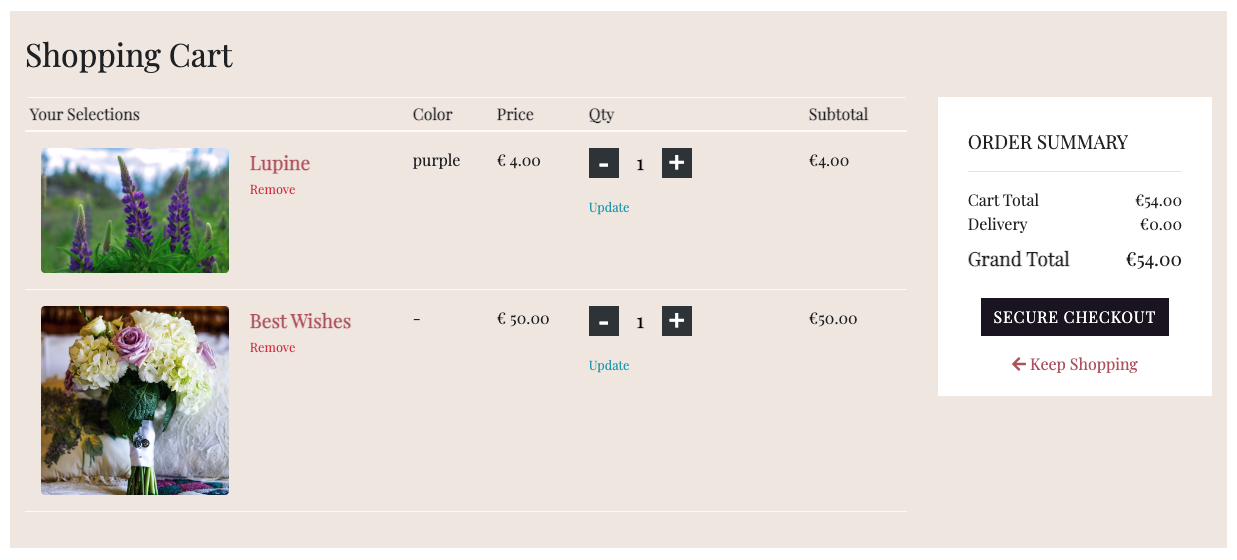 Shopping Cart
Your Selections Color Price Qty Subtotal
Lupine purple € 4.00 - 1 + €4.00
Remove
Update
Best Wishes - € 50.00 - 1 + €50.00
Remove
Update
ORDER SUMMARY
Cart Total €54.00
Delivery €0.00
Grand Total €54.00
SECURE CHECKOUT
← Keep Shopping